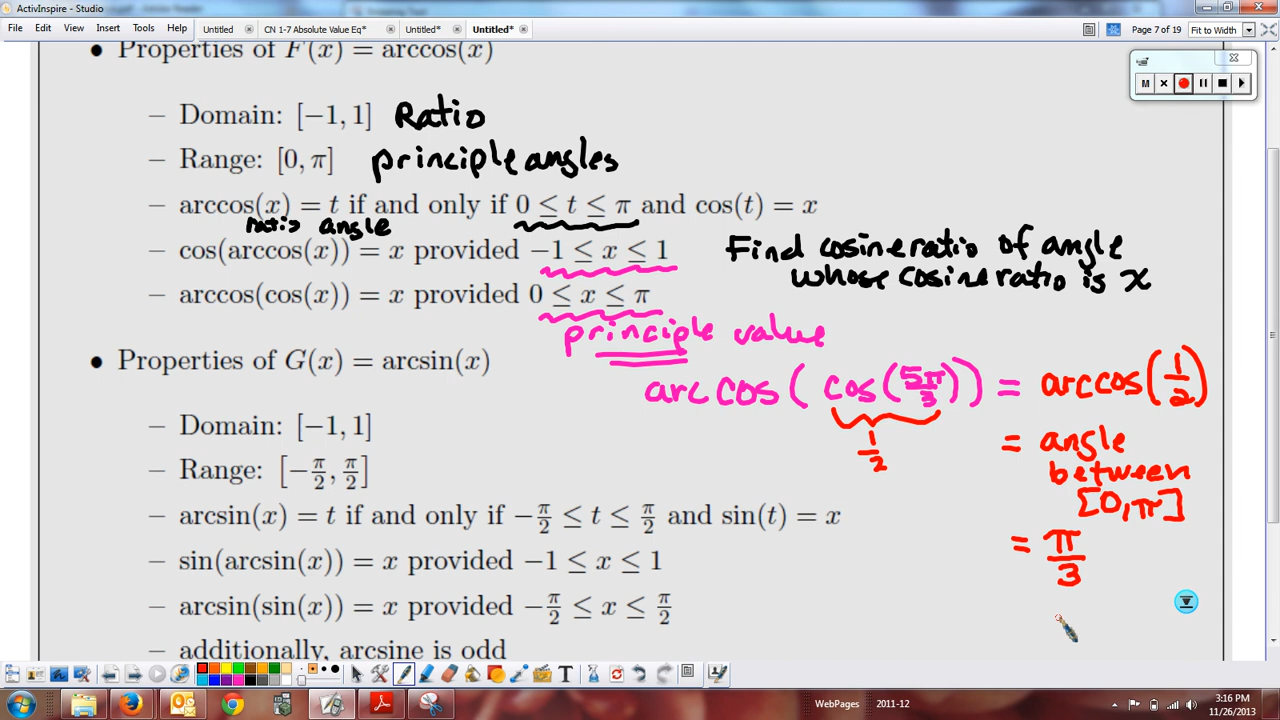 ActivInspire - Studio
File Edit View Insert Tools Help
Untitled
CN 1-7 Absolute Value Eq*
Untitled*
Untitled*
Page 7 of 19
Fit to Width
M
• Properties of F(x) = arccos(x)
– Domain: [−1, 1] Ratio
– Range: [0, π] principle angles
– arccos(x) = t if and only if 0 ≤ t ≤ π and cos(t) = x
ratio angle
– cos(arccos(x)) = x provided −1 ≤ x ≤ 1
Find cosine ratio of angle
whose cosine ratio is x
– arccos(cos(x)) = x provided 0 ≤ x ≤ π
principle value
• Properties of G(x) = arcsin(x)
arccos(cos(5π/3)) = arccos(1/2)
1/2
= angle
between
[0, π]
= π/3
– Domain: [−1, 1]
– Range: [−π/2, π/2]
– arcsin(x) = t if and only if −π/2 ≤ t ≤ π/2 and sin(t) = x
– sin(arcsin(x)) = x provided −1 ≤ x ≤ 1
– arcsin(sin(x)) = x provided −π/2 ≤ x ≤ π/2
– additionally, arcsine is odd
T
WebPages
2011-12
3:16 PM
11/26/2013